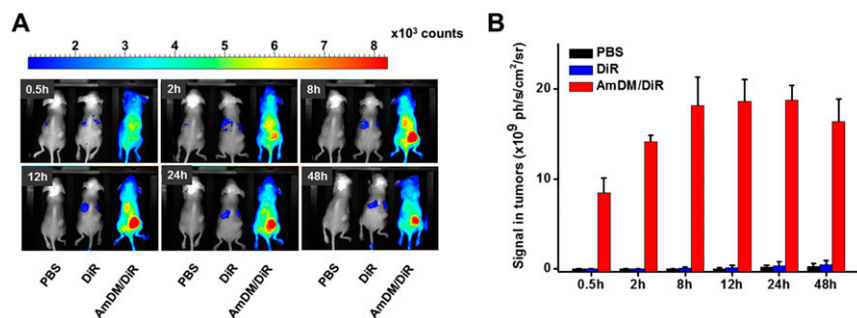 A
x10³ counts
2 3 4 5 6 7 8
0.5h 2h 8h
12h 24h 48h
PBS DiR AmDM/DiR PBS DiR AmDM/DiR PBS DiR AmDM/DiR
B
PBS
DiR
AmDM/DiR
Signal in tumors (x10⁹ ph/s/cm²/sr)
20
10
0
0.5h 2h 8h 12h 24h 48h